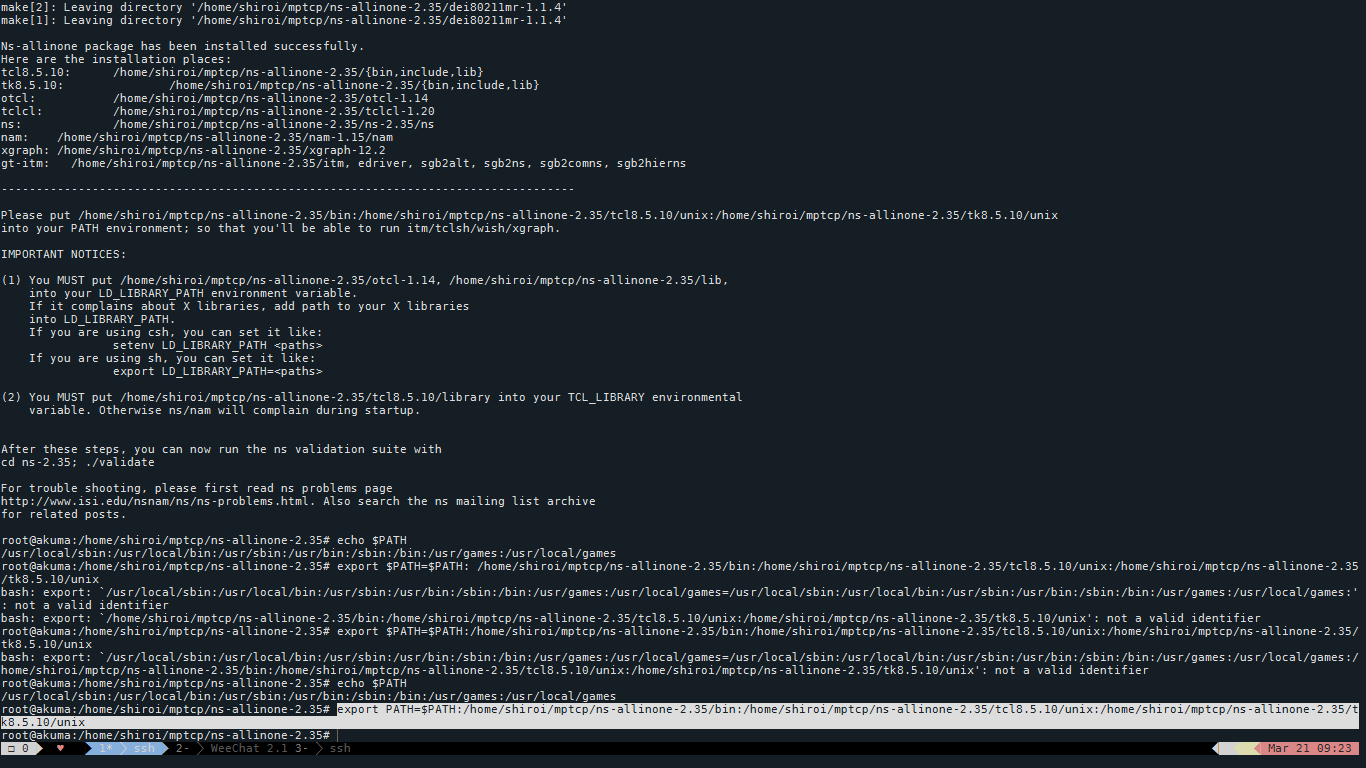 make[2]: Leaving directory '/home/shiroi/mptcp/ns-allinone-2.35/dei80211mr-1.1.4'
make[1]: Leaving directory '/home/shiroi/mptcp/ns-allinone-2.35/dei80211mr-1.1.4'
Ns-allinone package has been installed successfully.
Here are the installation places:
tcl8.5.10:      /home/shiroi/mptcp/ns-allinone-2.35/{bin,include,lib}
tk8.5.10:               /home/shiroi/mptcp/ns-allinone-2.35/{bin,include,lib}
otcl:           /home/shiroi/mptcp/ns-allinone-2.35/otcl-1.14
tclcl:          /home/shiroi/mptcp/ns-allinone-2.35/tclcl-1.20
ns:             /home/shiroi/mptcp/ns-allinone-2.35/ns-2.35/ns
nam:    /home/shiroi/mptcp/ns-allinone-2.35/nam-1.15/nam
xgraph: /home/shiroi/mptcp/ns-allinone-2.35/xgraph-12.2
gt-itm:   /home/shiroi/mptcp/ns-allinone-2.35/itm, edriver, sgb2alt, sgb2ns, sgb2comns, sgb2hierns
----------------------------------------------------------------------------------
Please put /home/shiroi/mptcp/ns-allinone-2.35/bin:/home/shiroi/mptcp/ns-allinone-2.35/tcl8.5.10/unix:/home/shiroi/mptcp/ns-allinone-2.35/tk8.5.10/unix
into your PATH environment; so that you'll be able to run itm/tclsh/wish/xgraph.
IMPORTANT NOTICES:
(1) You MUST put /home/shiroi/mptcp/ns-allinone-2.35/otcl-1.14, /home/shiroi/mptcp/ns-allinone-2.35/lib,
    into your LD_LIBRARY_PATH environment variable.
    If it complains about X libraries, add path to your X libraries
    into LD_LIBRARY_PATH.
    If you are using csh, you can set it like:
                setenv LD_LIBRARY_PATH <paths>
    If you are using sh, you can set it like:
                export LD_LIBRARY_PATH=<paths>
(2) You MUST put /home/shiroi/mptcp/ns-allinone-2.35/tcl8.5.10/library into your TCL_LIBRARY environmental
    variable. Otherwise ns/nam will complain during startup.
After these steps, you can now run the ns validation suite with
cd ns-2.35; ./validate
For trouble shooting, please first read ns problems page
http://www.isi.edu/nsnam/ns/ns-problems.html. Also search the ns mailing list archive
for related posts.
root@akuma:/home/shiroi/mptcp/ns-allinone-2.35# echo $PATH
/usr/local/sbin:/usr/local/bin:/usr/sbin:/usr/bin:/sbin:/bin:/usr/games:/usr/local/games
root@akuma:/home/shiroi/mptcp/ns-allinone-2.35# export $PATH=$PATH: /home/shiroi/mptcp/ns-allinone-2.35/bin:/home/shiroi/mptcp/ns-allinone-2.35/tcl8.5.10/unix:/home/shiroi/mptcp/ns-allinone-2.35
/tk8.5.10/unix
bash: export: `/usr/local/sbin:/usr/local/bin:/usr/sbin:/usr/bin:/sbin:/bin:/usr/games:/usr/local/games=/usr/local/sbin:/usr/local/bin:/usr/sbin:/usr/bin:/sbin:/bin:/usr/games:/usr/local/games:'
: not a valid identifier
bash: export: `/home/shiroi/mptcp/ns-allinone-2.35/bin:/home/shiroi/mptcp/ns-allinone-2.35/tcl8.5.10/unix:/home/shiroi/mptcp/ns-allinone-2.35/tk8.5.10/unix': not a valid identifier
root@akuma:/home/shiroi/mptcp/ns-allinone-2.35# export $PATH=$PATH:/home/shiroi/mptcp/ns-allinone-2.35/bin:/home/shiroi/mptcp/ns-allinone-2.35/tcl8.5.10/unix:/home/shiroi/mptcp/ns-allinone-2.35/
tk8.5.10/unix
bash: export: `/usr/local/sbin:/usr/local/bin:/usr/sbin:/usr/bin:/sbin:/bin:/usr/games:/usr/local/games=/usr/local/sbin:/usr/local/bin:/usr/sbin:/usr/bin:/sbin:/bin:/usr/games:/usr/local/games:/
home/shiroi/mptcp/ns-allinone-2.35/bin:/home/shiroi/mptcp/ns-allinone-2.35/tcl8.5.10/unix:/home/shiroi/mptcp/ns-allinone-2.35/tk8.5.10/unix': not a valid identifier
root@akuma:/home/shiroi/mptcp/ns-allinone-2.35# echo $PATH
/usr/local/sbin:/usr/local/bin:/usr/sbin:/usr/bin:/sbin:/bin:/usr/games:/usr/local/games
root@akuma:/home/shiroi/mptcp/ns-allinone-2.35# export PATH=$PATH:/home/shiroi/mptcp/ns-allinone-2.35/bin:/home/shiroi/mptcp/ns-allinone-2.35/tcl8.5.10/unix:/home/shiroi/mptcp/ns-allinone-2.35/t
k8.5.10/unix
root@akuma:/home/shiroi/mptcp/ns-allinone-2.35#
0 ♥ 1* ssh 2- WeeChat 2.1 3- ssh Mar 21 09:23